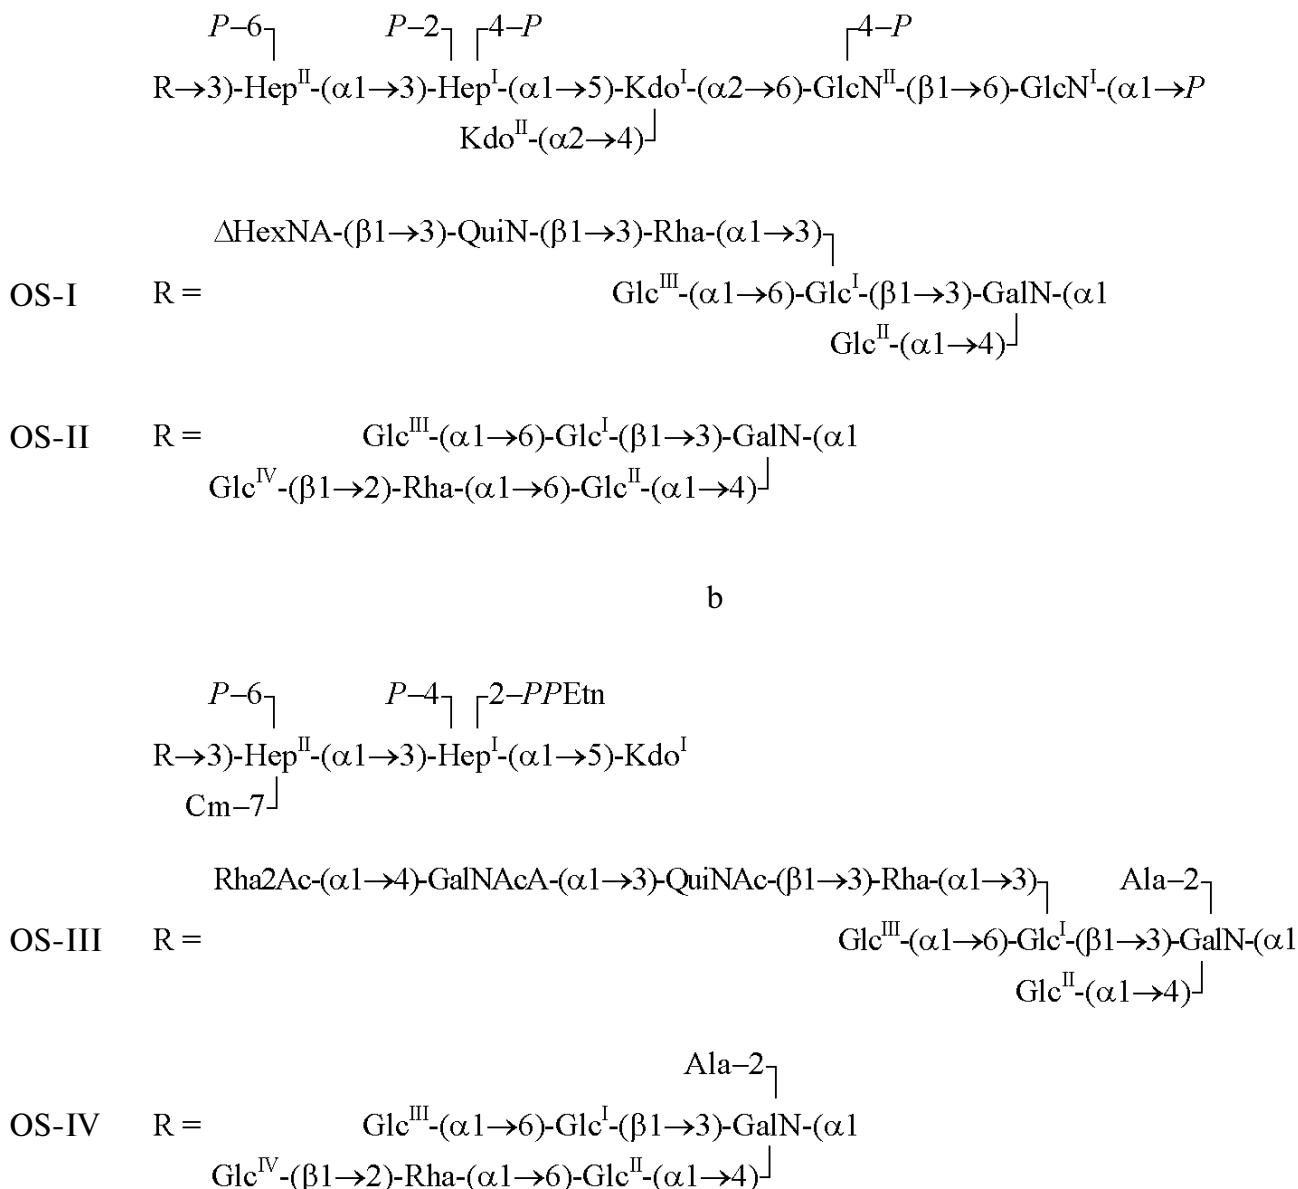 P–6 P–2 4–P 4–P
R→3)-Hep^II-(α1→3)-Hep^I-(α1→5)-Kdo^I-(α2→6)-GlcN^II-(β1→6)-GlcN^I-(α1→P
Kdo^II-(α2→4)
ΔHexNA-(β1→3)-QuiN-(β1→3)-Rha-(α1→3)
OS-I R = Glc^III-(α1→6)-Glc^I-(β1→3)-GalN-(α1
Glc^II-(α1→4)
OS-II R = Glc^III-(α1→6)-Glc^I-(β1→3)-GalN-(α1
Glc^IV-(β1→2)-Rha-(α1→6)-Glc^II-(α1→4)
b
P–6 P–4 2–PPEtn
R→3)-Hep^II-(α1→3)-Hep^I-(α1→5)-Kdo^I
Cm–7
Rha2Ac-(α1→4)-GalNAcA-(α1→3)-QuiNAc-(β1→3)-Rha-(α1→3) Ala–2
OS-III R = Glc^III-(α1→6)-Glc^I-(β1→3)-GalN-(α1
Glc^II-(α1→4)
Ala–2
OS-IV R = Glc^III-(α1→6)-Glc^I-(β1→3)-GalN-(α1
Glc^IV-(β1→2)-Rha-(α1→6)-Glc^II-(α1→4)